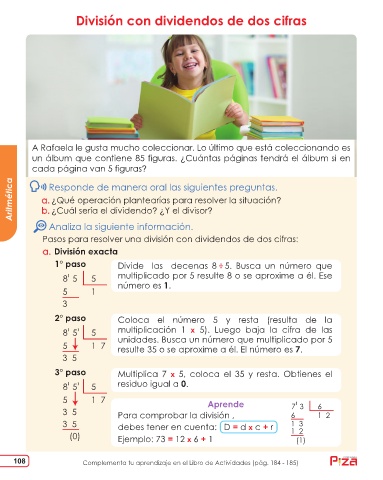 División con dividendos de dos cifras
A Rafaela le gusta mucho coleccionar. Lo último que está coleccionando es
un álbum que contiene 85 figuras. ¿Cuántas páginas tendrá el álbum si en
cada página van 5 figuras?
Aritmética
Responde de manera oral las siguientes preguntas.
a. ¿Qué operación plantearías para resolver la situación?
b. ¿Cuál sería el dividendo? ¿Y el divisor?
Analiza la siguiente información.
Pasos para resolver una división con dividendos de dos cifras:
a. División exacta
1° paso
8' 5 5
5 1
3
Divide las decenas 8 ÷ 5. Busca un número que
multiplicado por 5 resulte 8 o se aproxime a él. Ese
número es 1.
2° paso
8' 5' 5
5 1 7
3 5
Coloca el número 5 y resta (resulta de la
multiplicación 1 x 5). Luego baja la cifra de las
unidades. Busca un número que multiplicado por 5
resulte 35 o se aproxime a él. El número es 7.
3° paso
8' 5' 5
5 1 7
3 5
3 5
(0)
Multiplica 7 x 5, coloca el 35 y resta. Obtienes el
residuo igual a 0.
Aprende
Para comprobar la división ,
debes tener en cuenta: D = d x c + r
Ejemplo: 73 = 12 x 6 + 1
7' 3 6
6 1 2
1 3
1 2
(1)
108
Complementa tu aprendizaje en el Libro de Actividades (pág. 184 - 185)
Piza